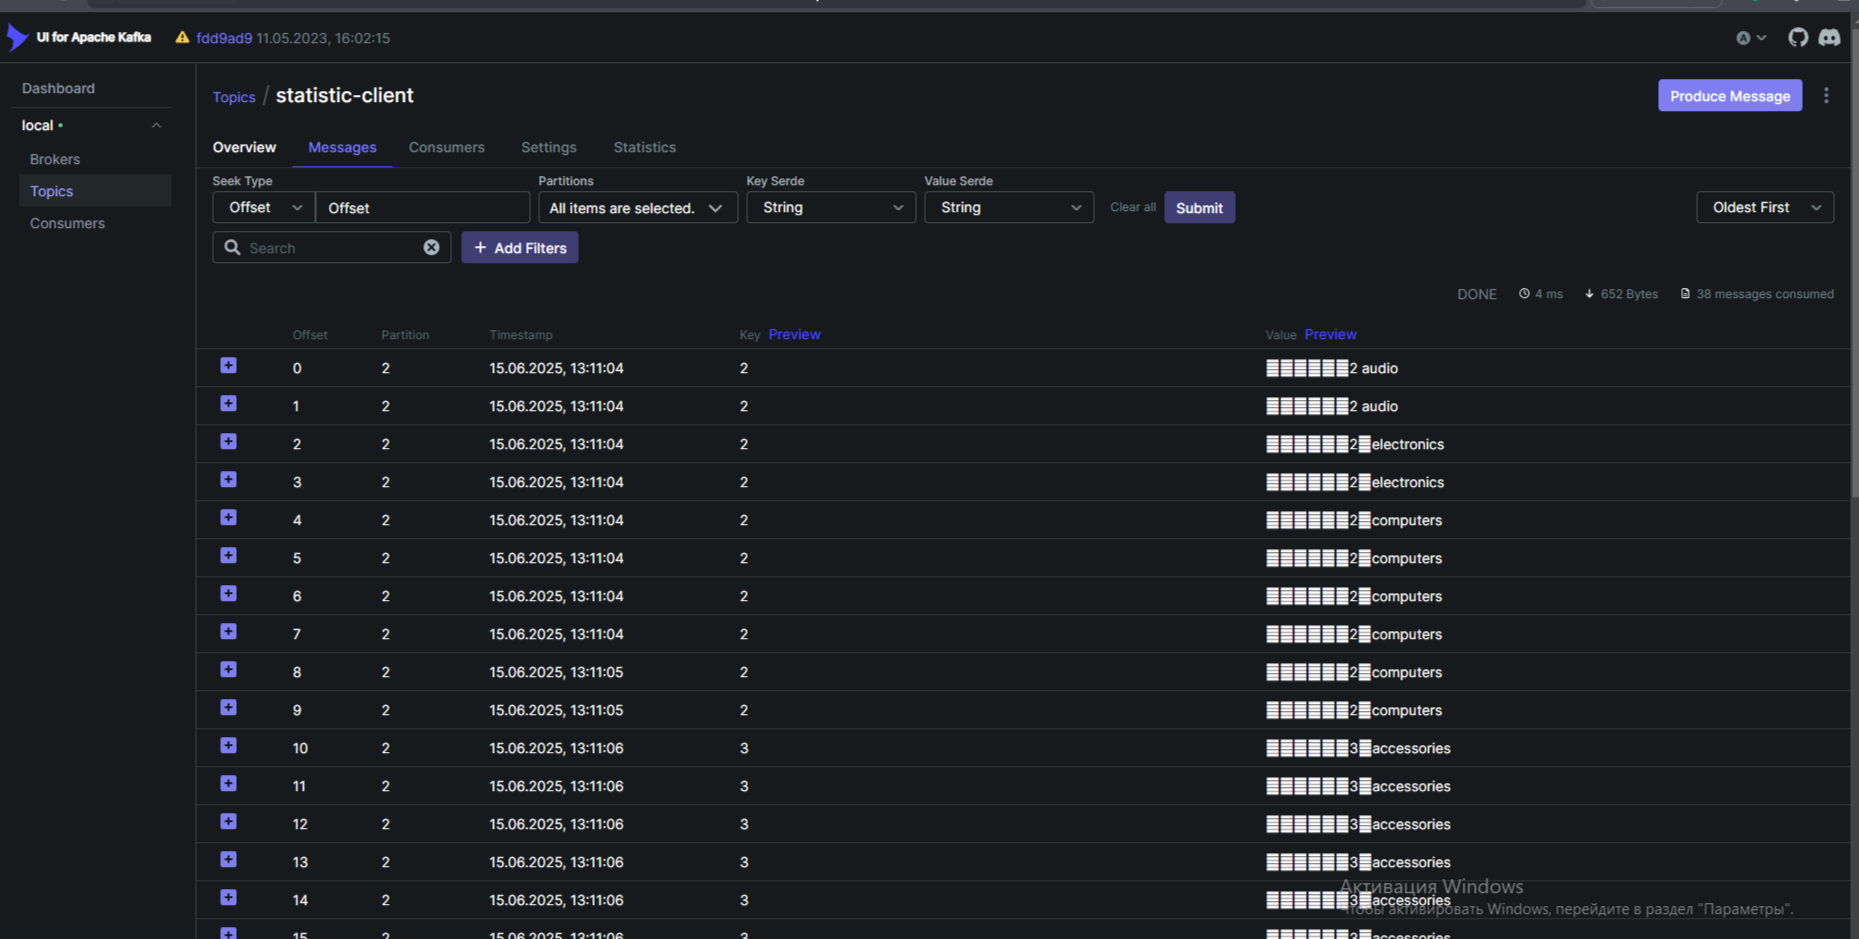 UI for Apache Kafka fdd9ad9 11.05.2023, 16:02:15 A
Dashboard
local
Brokers
Topics
Consumers
Topics / statistic-client
Produce Message
Overview Messages Consumers Settings Statistics
Seek Type Partitions Key Serde Value Serde
Offset Offset All items are selected. String String Clear all Submit Oldest First
Search + Add Filters
DONE 4 ms 652 Bytes 38 messages consumed
Offset Partition Timestamp Key Preview Value Preview
0 2 15.06.2025, 13:11:04 2 2 audio
1 2 15.06.2025, 13:11:04 2 2 audio
2 2 15.06.2025, 13:11:04 2 2 electronics
3 2 15.06.2025, 13:11:04 2 2 electronics
4 2 15.06.2025, 13:11:04 2 2 computers
5 2 15.06.2025, 13:11:04 2 2 computers
6 2 15.06.2025, 13:11:04 2 2 computers
7 2 15.06.2025, 13:11:04 2 2 computers
8 2 15.06.2025, 13:11:05 2 2 computers
9 2 15.06.2025, 13:11:05 2 2 computers
10 2 15.06.2025, 13:11:06 3 3 accessories
11 2 15.06.2025, 13:11:06 3 3 accessories
12 2 15.06.2025, 13:11:06 3 3 accessories
13 2 15.06.2025, 13:11:06 3 3 accessories
Активация Windows
14 2 15.06.2025, 13:11:06 3 3 accessories
Чтобы активировать Windows, перейдите в раздел "Параметры".
15 2 15.06.2025, 13:11:06 3 3 accessories